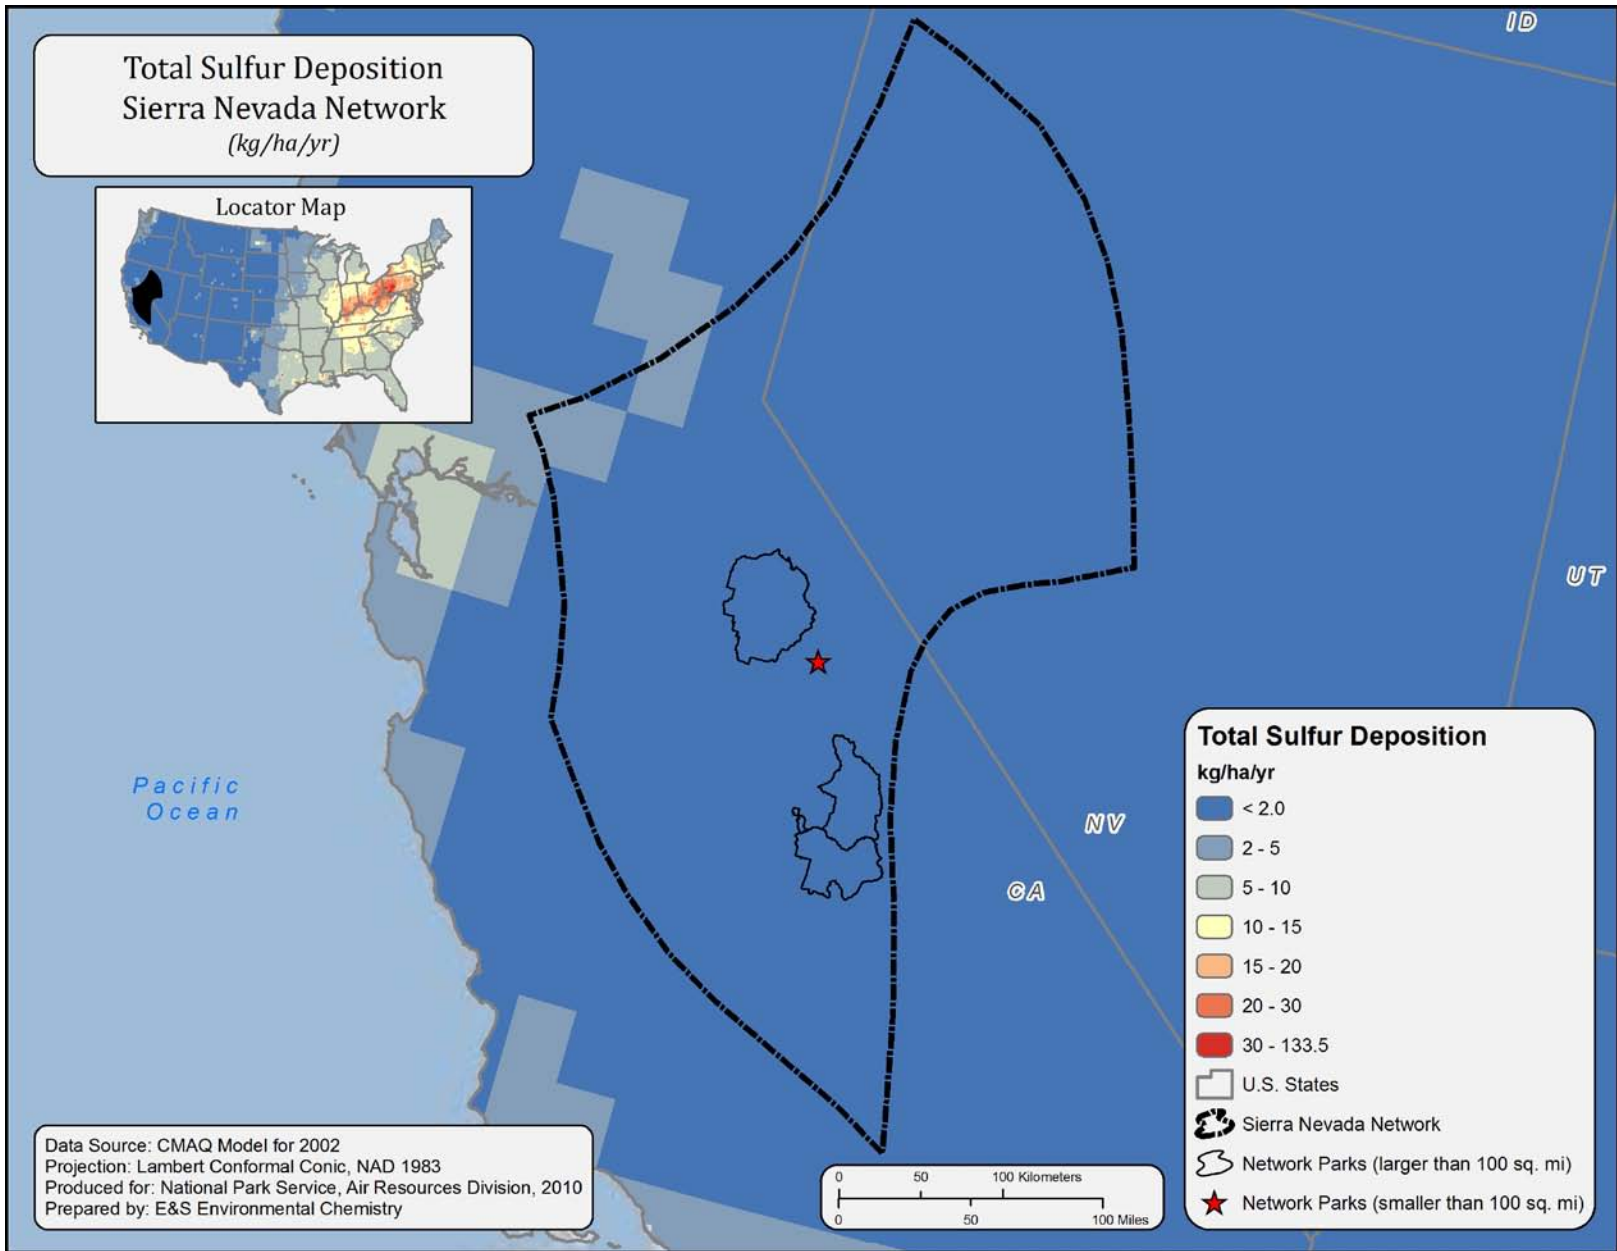 Total Sulfur Deposition
Sierra Nevada Network
(kg/ha/yr)
Locator Map
ID
UT
NV
CA
Pacific
Ocean
Total Sulfur Deposition
kg/ha/yr
< 2.0
2 - 5
5 - 10
10 - 15
15 - 20
20 - 30
30 - 133.5
U.S. States
Sierra Nevada Network
Network Parks (larger than 100 sq. mi)
Network Parks (smaller than 100 sq. mi)
Data Source: CMAQ Model for 2002
Projection: Lambert Conformal Conic, NAD 1983
Produced for: National Park Service, Air Resources Division, 2010
Prepared by: E&S Environmental Chemistry
0 50 100 Kilometers
0 50 100 Miles